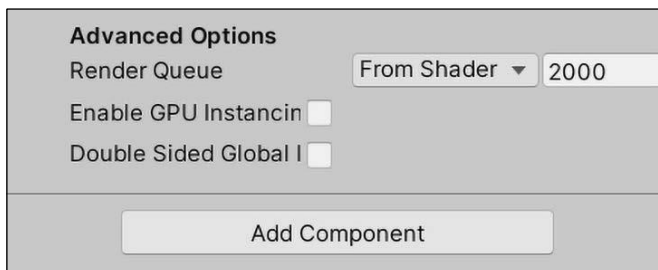 Advanced Options
Render Queue From Shader 2000
Enable GPU Instancin
Double Sided Global I
Add Component